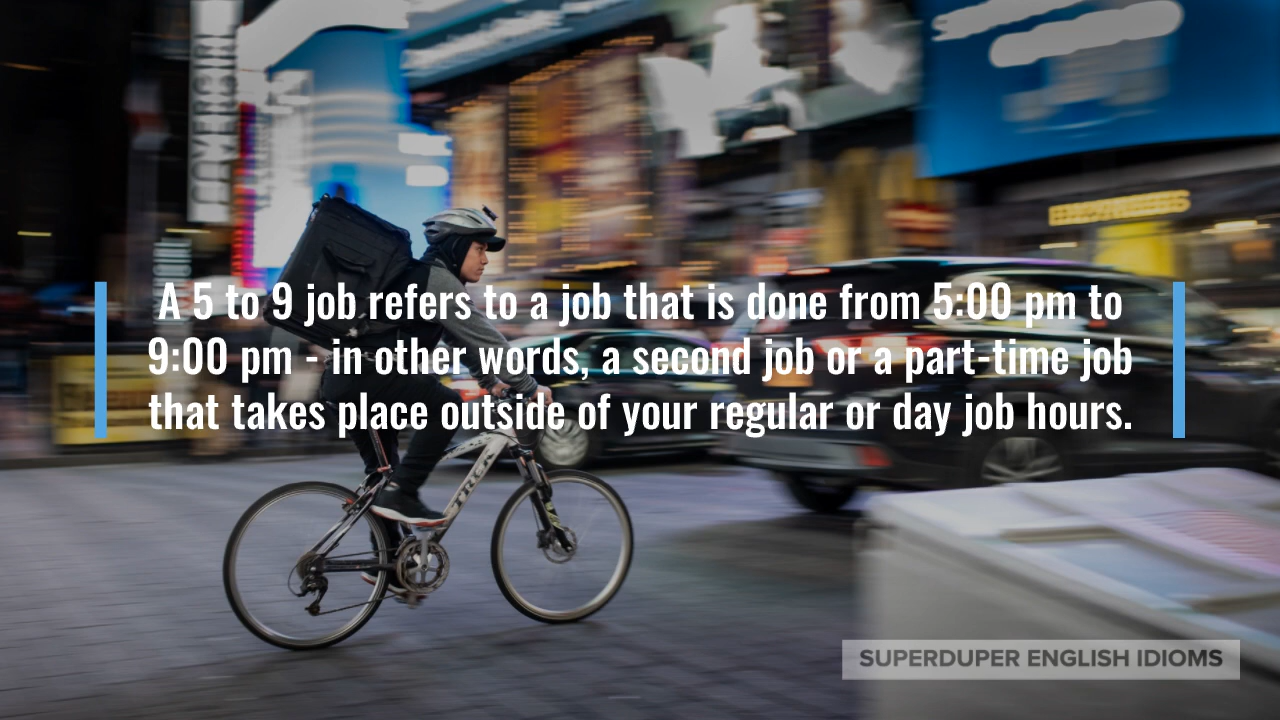 A 5 to 9 job refers to a job that is done from 5:00 pm to
9:00 pm - in other words, a second job or a part-time job
that takes place outside of your regular or day job hours.
TREK
SUPERDUPER ENGLISH IDIOMS